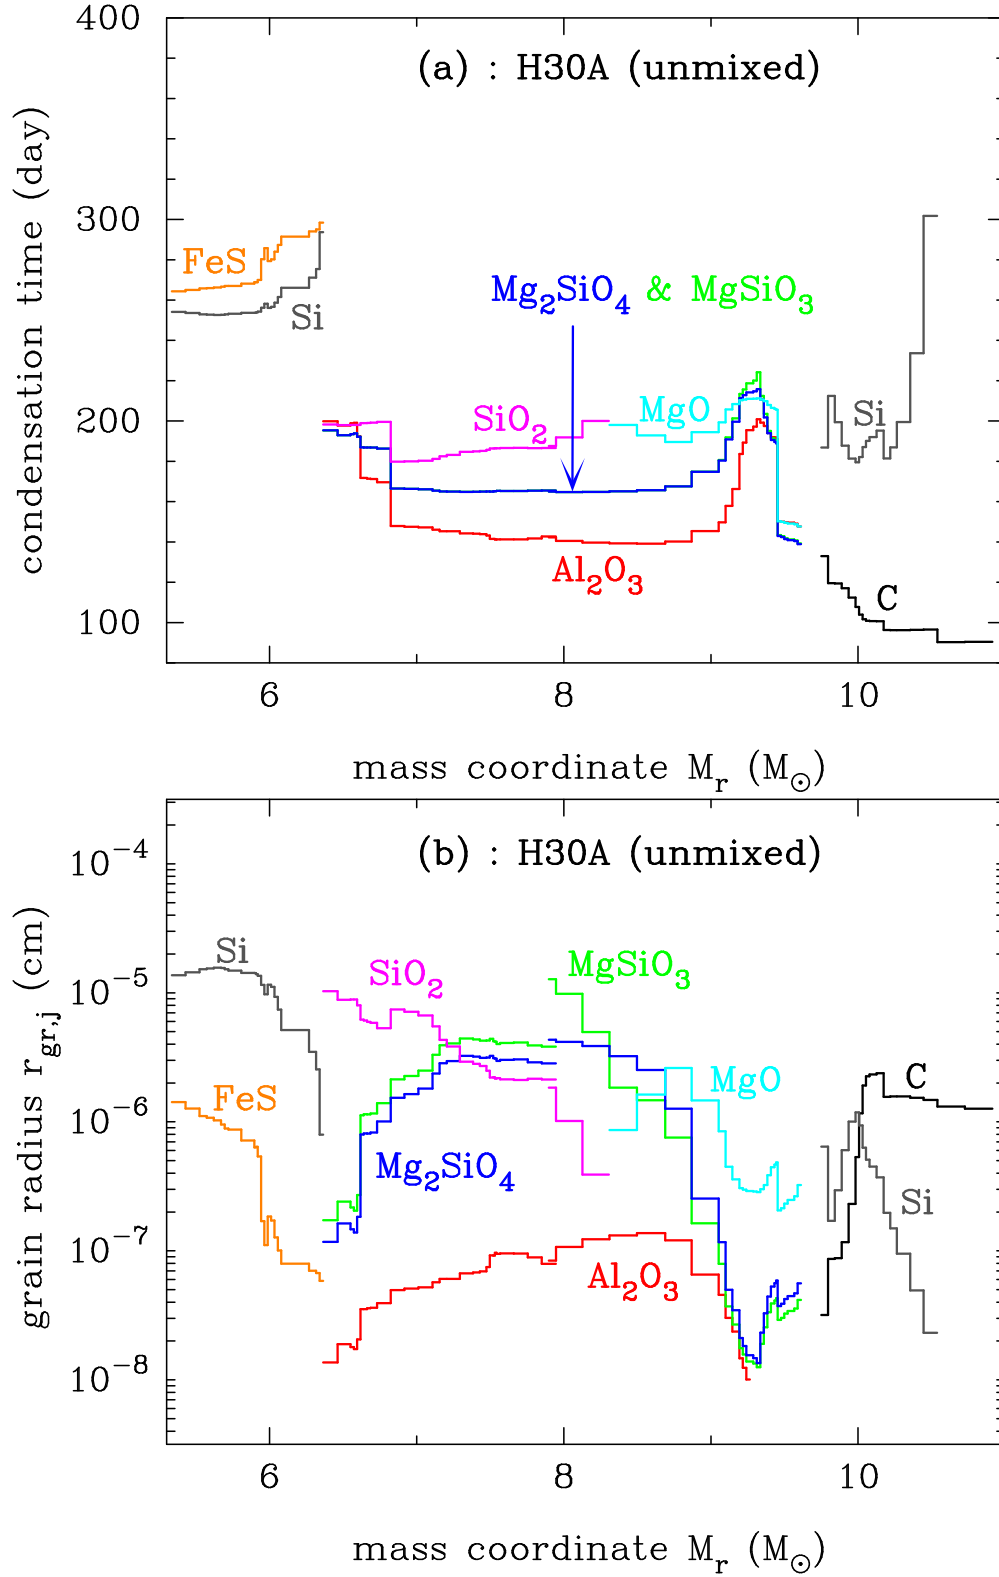 400
(a) : H30A (unmixed)
300
FeS
Si
Mg₂SiO₄ & MgSiO₃
200
SiO₂
MgO
Si
Al₂O₃
C
100
condensation time (day)
6 8 10
mass coordinate Mᵣ (M☉)
(b) : H30A (unmixed)
10⁻⁴
Si
SiO₂
MgSiO₃
10⁻⁵
FeS
MgO
C
10⁻⁶
Mg₂SiO₄
Si
10⁻⁷
Al₂O₃
10⁻⁸
grain radius r_gr,j (cm)
6 8 10
mass coordinate Mᵣ (M☉)